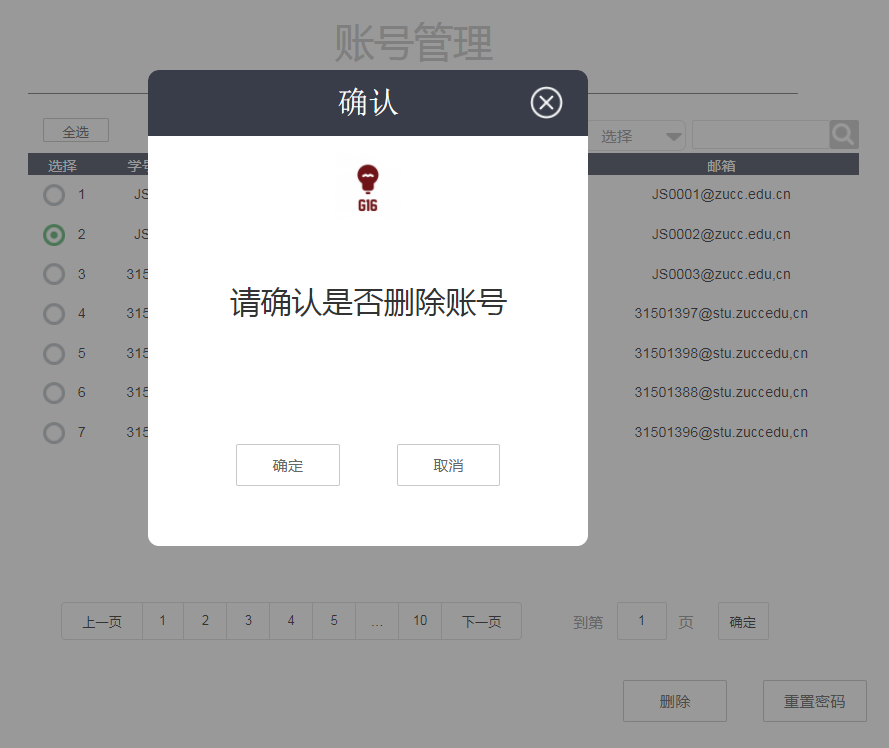 账号管理
确认
全选
选择
选择 学号 邮箱
1 JS JS0001@zucc.edu.cn
2 JS JS0002@zucc.edu,cn
3 315 JS0003@zucc.edu,cn
4 315 31501397@stu.zuccedu,cn
5 315 31501398@stu.zuccedu,cn
6 315 31501388@stu.zuccedu,cn
7 315 31501396@stu.zuccedu,cn
G16
请确认是否删除账号
确定 取消
上一页 1 2 3 4 5 ... 10 下一页 到第 1 页 确定
删除 重置密码